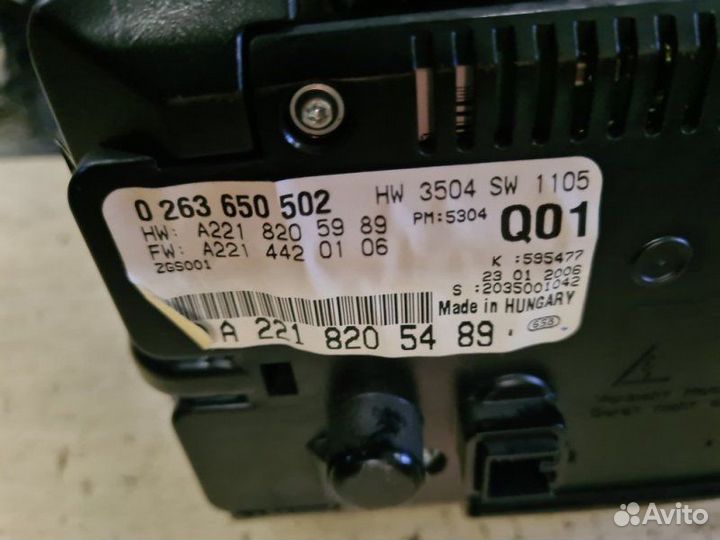 0 263 650 502
HW 3504 SW 1105
HW: A221 820 59 89
PM:5304
Q01
FW: A221 442 01 06
ZGS001
K :595477
23 01 2006
S :2035001042
Made in HUNGARY
A 221 820 54 89
Avito